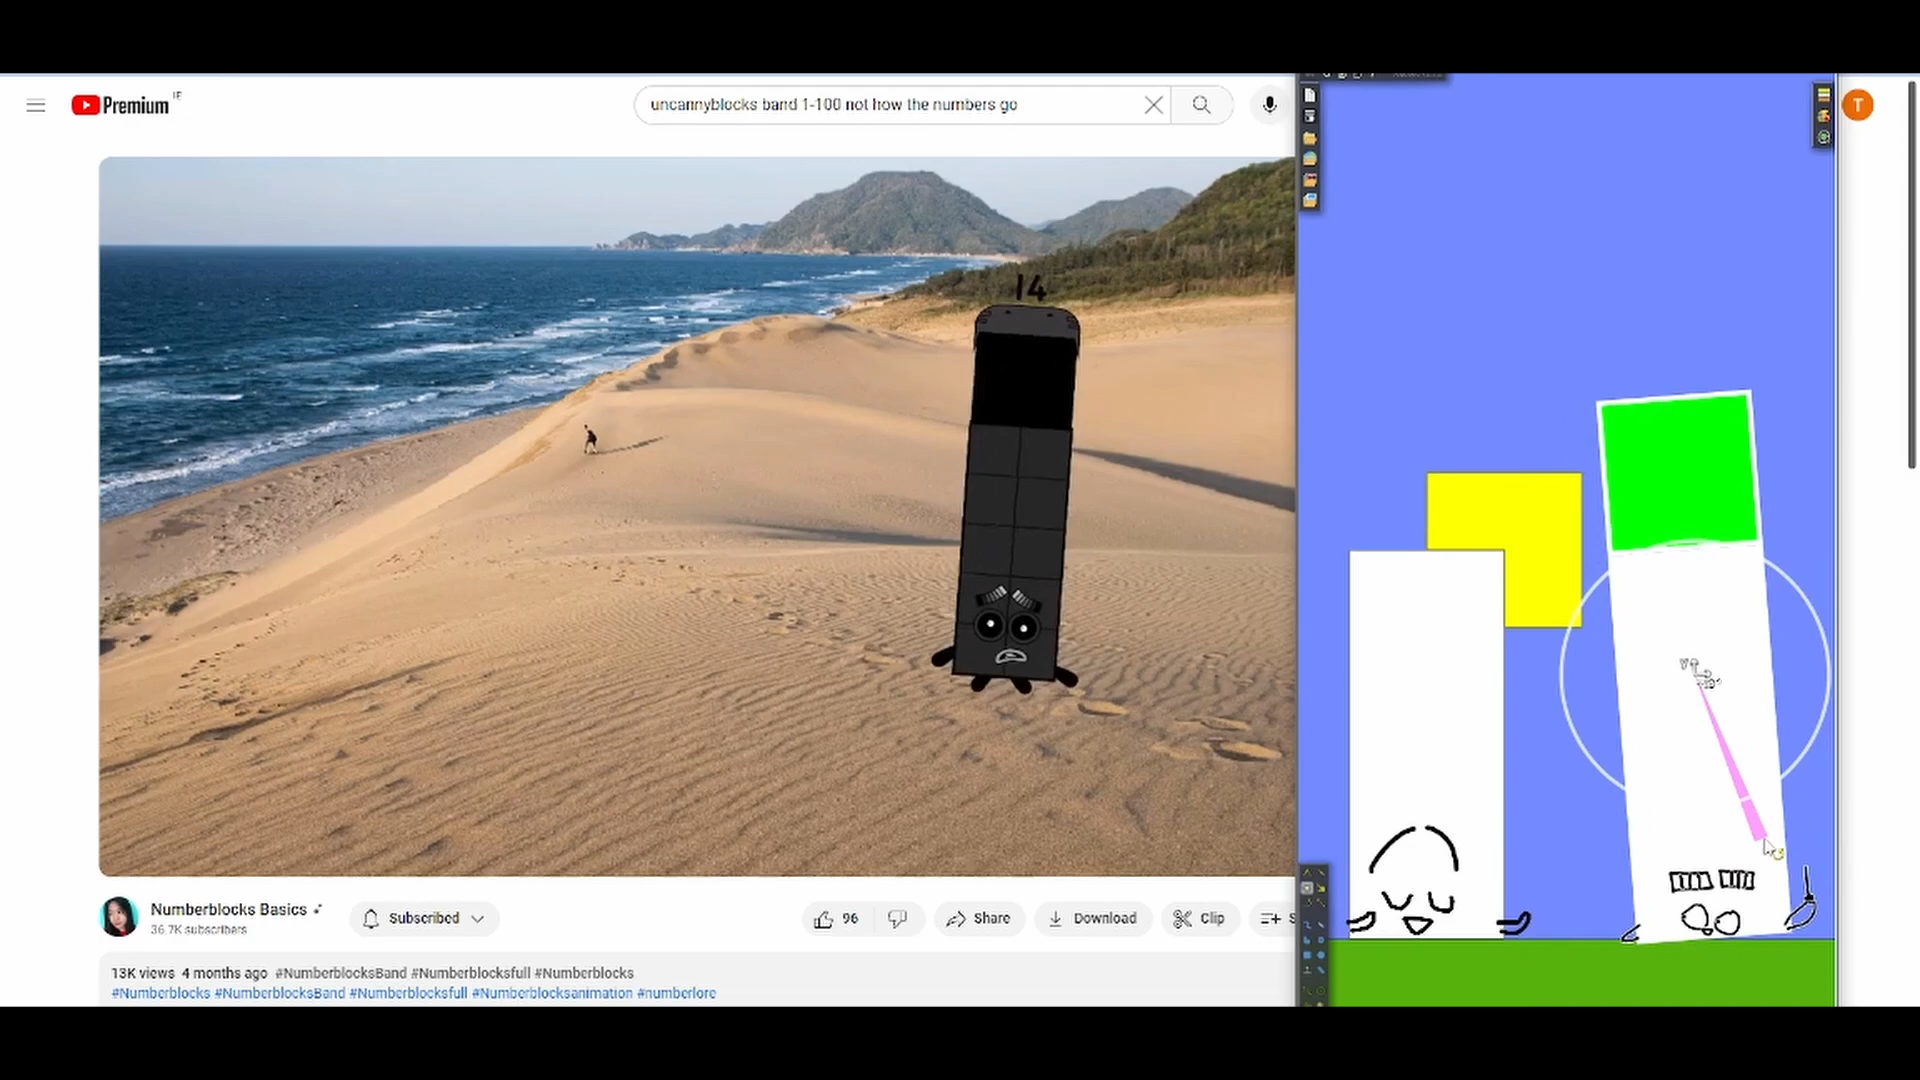 Premium IE
uncannyblocks band 1-100 not how the numbers go
T
14
Numberblocks Basics
36.7K subscribers
Subscribed
96
Share
Download
Clip
S
13K views 4 months ago #NumberblocksBand #Numberblocksfull #Numberblocks
#Numberblocks #NumberblocksBand #Numberblocksfull #Numberblocksanimation #numberlore